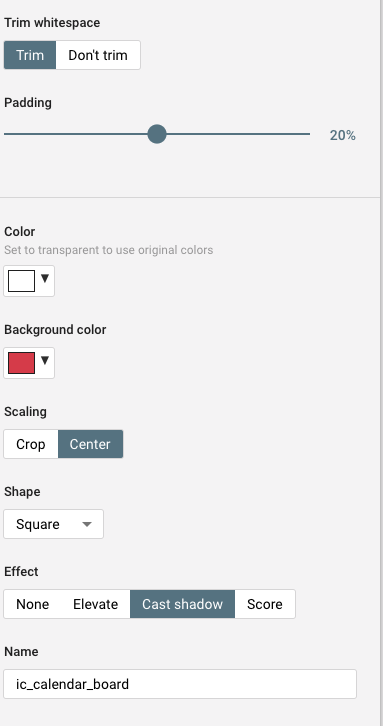 Trim whitespace
Trim Don't trim
Padding
20%
Color
Set to transparent to use original colors
Background color
Scaling
Crop Center
Shape
Square
Effect
None Elevate Cast shadow Score
Name
ic_calendar_board